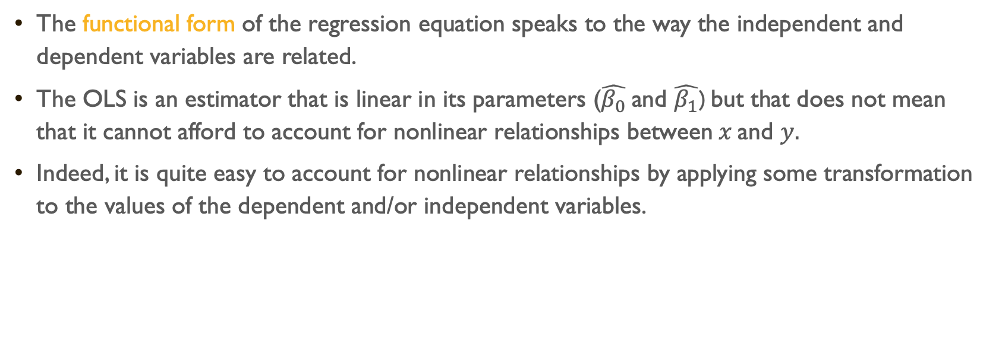 • The functional form of the regression equation speaks to the way the independent and
dependent variables are related.
• The OLS is an estimator that is linear in its parameters (\(\widehat{\beta_0}\) and \(\widehat{\beta_1}\)) but that does not mean
that it cannot afford to account for nonlinear relationships between \(x\) and \(y\).
• Indeed, it is quite easy to account for nonlinear relationships by applying some transformation
to the values of the dependent and/or independent variables.